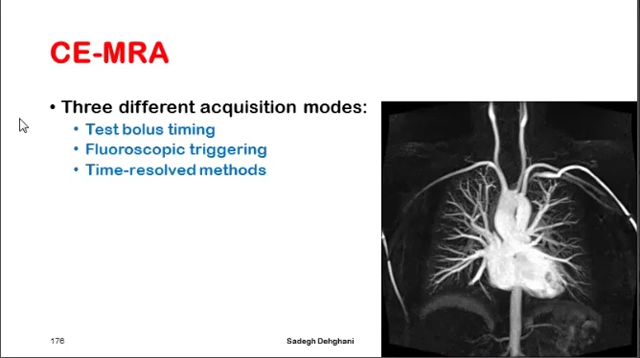 CE-MRA
• Three different acquisition modes:
• Test bolus timing
• Fluoroscopic triggering
• Time-resolved methods
176
Sadegh Dehghani